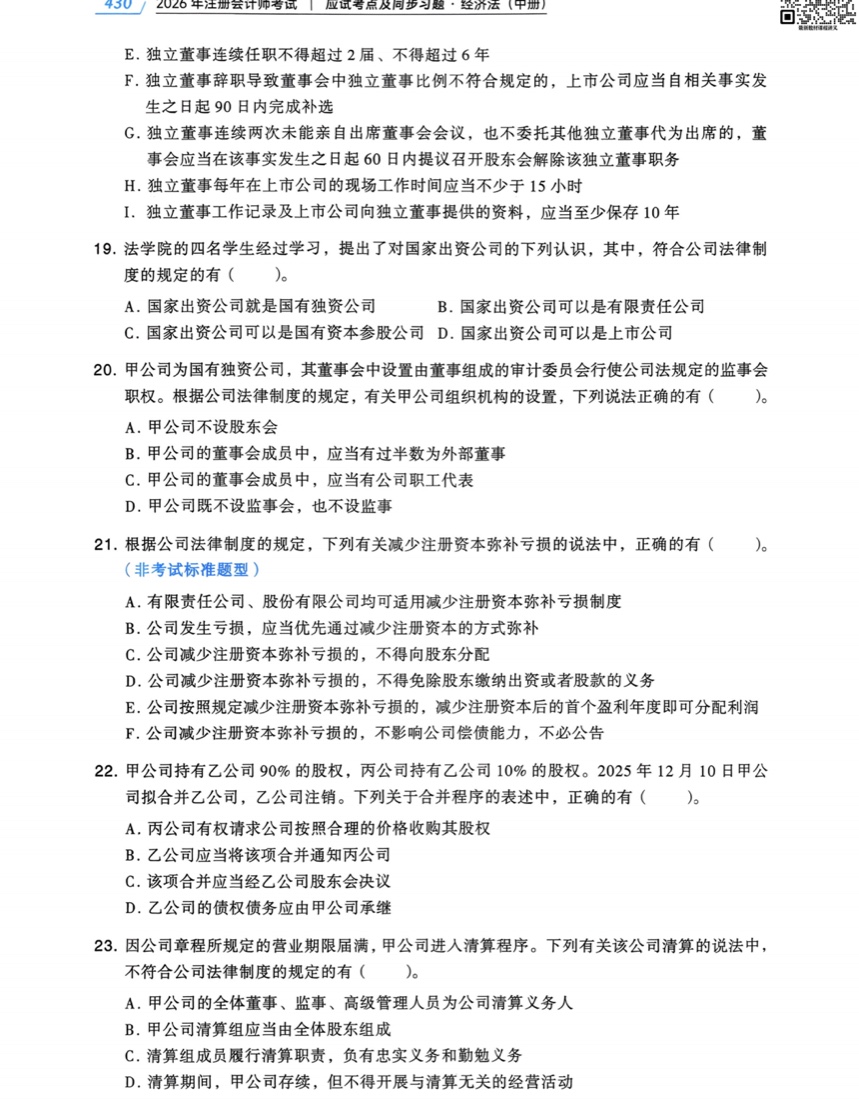 430 2026年注册会计师考试 | 应试考点及同步习题·经济法（中册）
E. 独立董事连续任职不得超过2届、不得超过6年
F. 独立董事辞职导致董事会中独立董事比例不符合规定的，上市公司应当自相关事实发
生之日起90日内完成补选
G. 独立董事连续两次未能亲自出席董事会会议，也不委托其他独立董事代为出席的，董
事会应当在该事实发生之日起60日内提议召开股东会解除该独立董事职务
H. 独立董事每年在上市公司的现场工作时间应当不少于15小时
I. 独立董事工作记录及上市公司向独立董事提供的资料，应当至少保存10年
19. 法学院的四名学生经过学习，提出了对国家出资公司的下列认识，其中，符合公司法律制
度的规定的有（　　）。
A. 国家出资公司就是国有独资公司 B. 国家出资公司可以是有限责任公司
C. 国家出资公司可以是国有资本参股公司 D. 国家出资公司可以是上市公司
20. 甲公司为国有独资公司，其董事会中设置由董事组成的审计委员会行使公司法规定的监事会
职权。根据公司法律制度的规定，有关甲公司组织机构的设置，下列说法正确的有（　　）。
A. 甲公司不设股东会
B. 甲公司的董事会成员中，应当有过半数为外部董事
C. 甲公司的董事会成员中，应当有公司职工代表
D. 甲公司既不设监事会，也不设监事
21. 根据公司法律制度的规定，下列有关减少注册资本弥补亏损的说法中，正确的有（　　）。
（非考试标准题型）
A. 有限责任公司、股份有限公司均可适用减少注册资本弥补亏损制度
B. 公司发生亏损，应当优先通过减少注册资本的方式弥补
C. 公司减少注册资本弥补亏损的，不得向股东分配
D. 公司减少注册资本弥补亏损的，不得免除股东缴纳出资或者股款的义务
E. 公司按照规定减少注册资本弥补亏损的，减少注册资本后的首个盈利年度即可分配利润
F. 公司减少注册资本弥补亏损的，不影响公司偿债能力，不必公告
22. 甲公司持有乙公司90%的股权，丙公司持有乙公司10%的股权。2025年12月10日甲公
司拟合并乙公司，乙公司注销。下列关于合并程序的表述中，正确的有（　　）。
A. 丙公司有权请求公司按照合理的价格收购其股权
B. 乙公司应当将该项合并通知丙公司
C. 该项合并应当经乙公司股东会决议
D. 乙公司的债权债务应由甲公司承继
23. 因公司章程所规定的营业期限届满，甲公司进入清算程序。下列有关该公司清算的说法中，
不符合公司法律制度的规定的有（　　）。
A. 甲公司的全体董事、监事、高级管理人员为公司清算义务人
B. 甲公司清算组应当由全体股东组成
C. 清算组成员履行清算职责，负有忠实义务和勤勉义务
D. 清算期间，甲公司存续，但不得开展与清算无关的经营活动